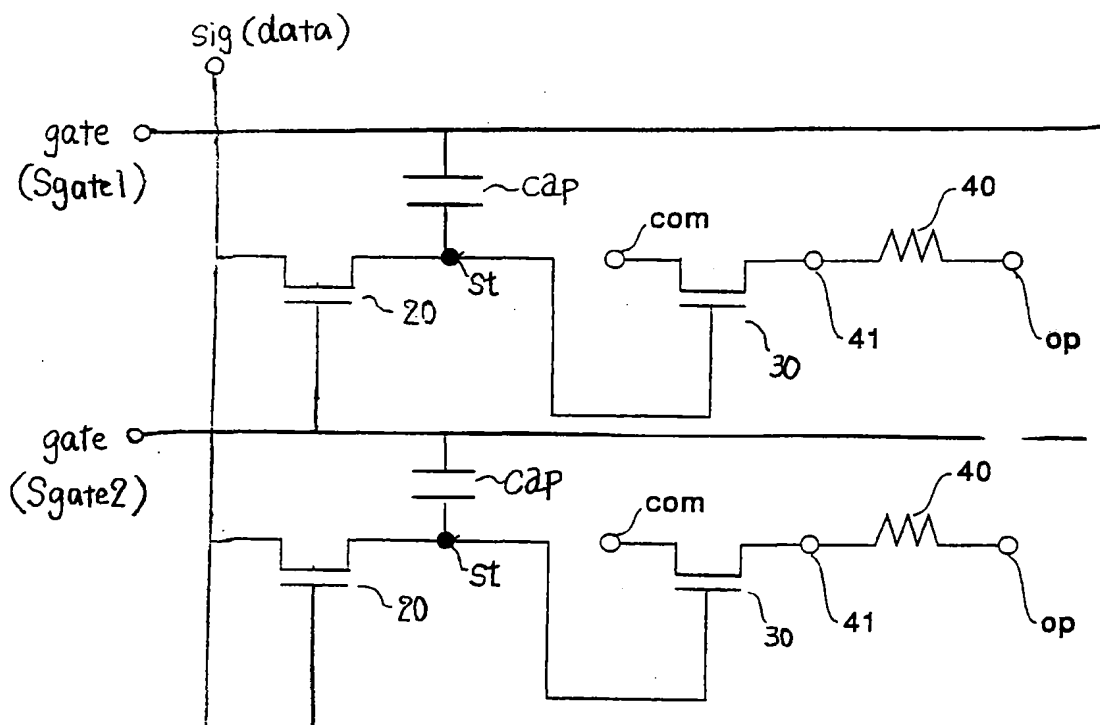 sig (data)
gate
(Sgate1)
cap
com
40
st
20
30
41
op
gate
(Sgate2)
cap
com
40
st
20
30
41
op